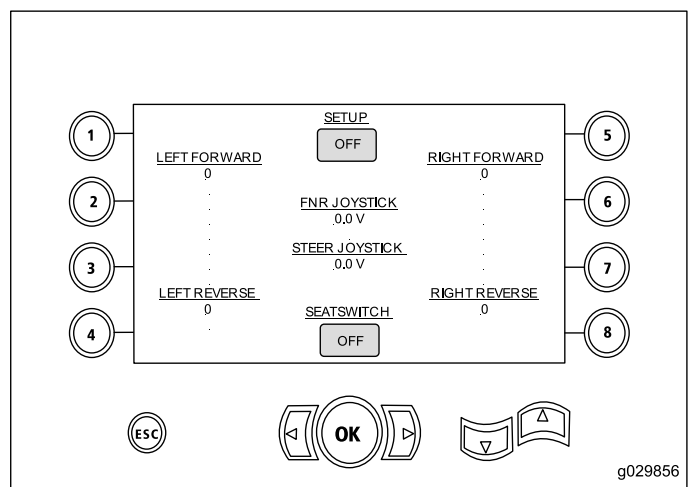 SETUP
OFF
1
5
LEFT FORWARD
0
RIGHT FORWARD
0
2
6
FNR JOYSTICK
0.0 V
STEER JOYSTICK
0.0 V
3
7
LEFT REVERSE
0
RIGHT REVERSE
0
SEATSWITCH
OFF
4
8
ESC
OK
g029856